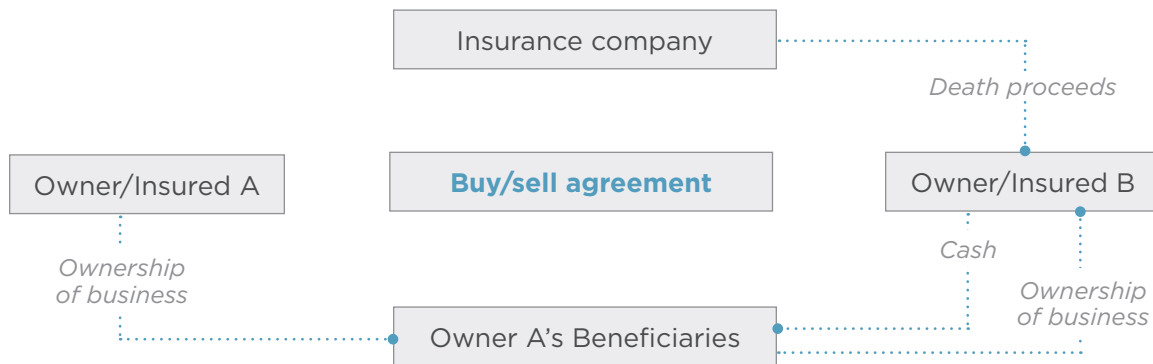 Insurance company
Death proceeds
Owner/Insured A
Buy/sell agreement
Owner/Insured B
Ownership
of business
Cash
Ownership
of business
Owner A’s Beneficiaries